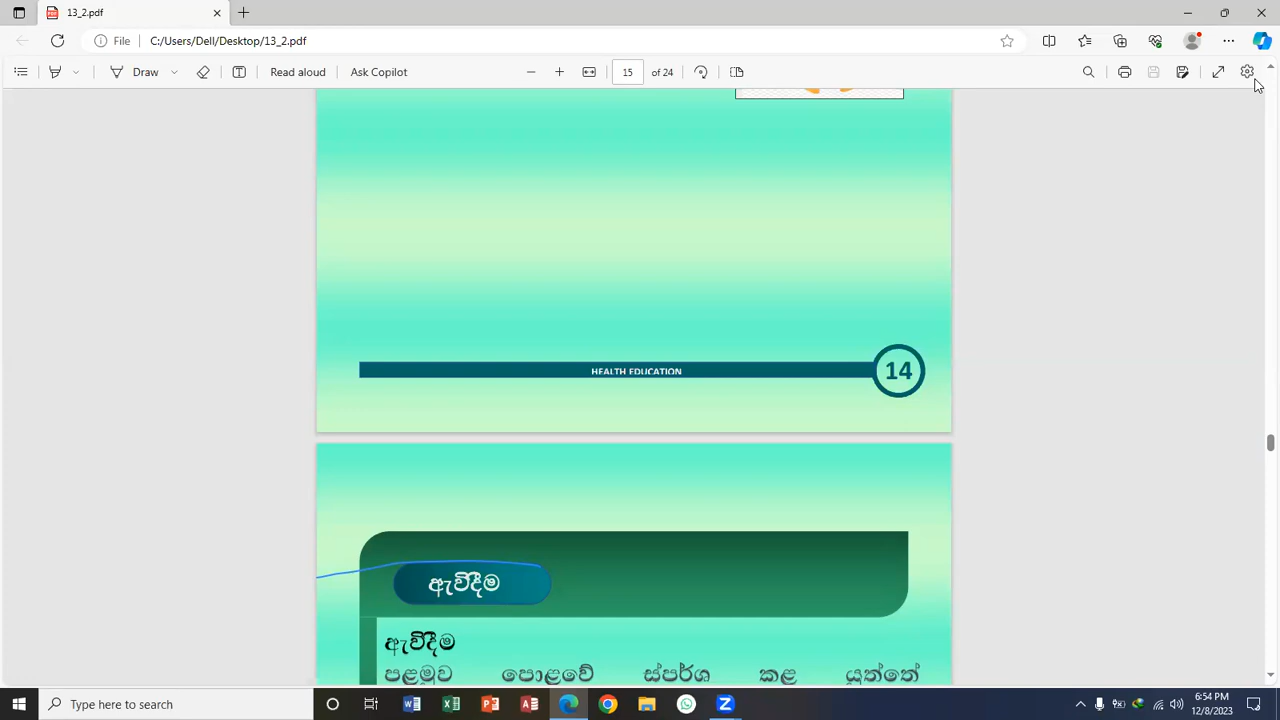 13_2.pdf
File C:/Users/Dell/Desktop/13_2.pdf
Draw Read aloud Ask Copilot 15 of 24
HEALTH EDUCATION 14
ඇවිදීම
ඇවිදීම
පළමුව පොළවේ ස්පර්ශ කළ යුත්තේ
Type here to search
6:54 PM
12/8/2023